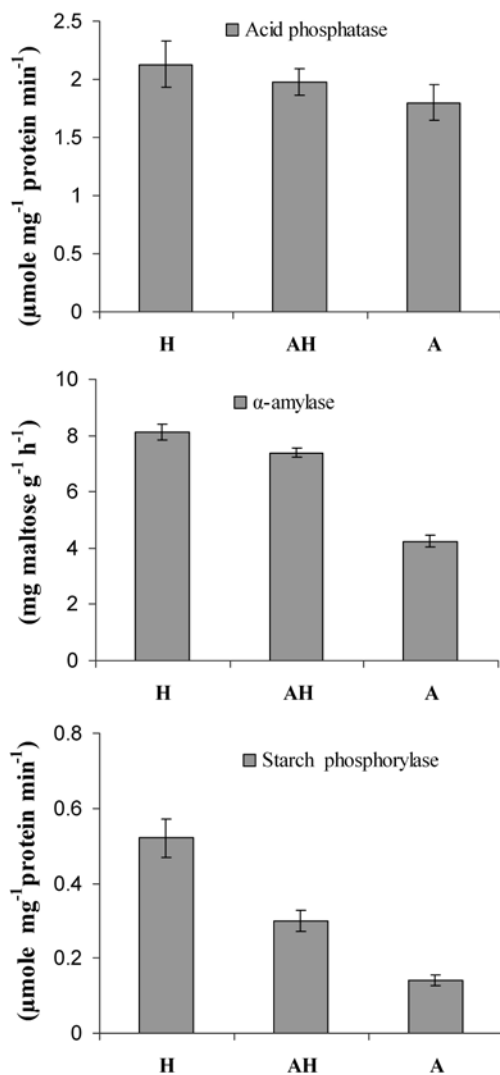 Acid phosphatase
(µmole mg⁻¹ protein min⁻¹)
2.5
2
1.5
1
0.5
0
H AH A
α-amylase
(mg maltose g⁻¹ h⁻¹)
10
8
6
4
2
0
H AH A
Starch phosphorylase
(µmole mg⁻¹protein min⁻¹)
0.8
0.6
0.4
0.2
0
H AH A